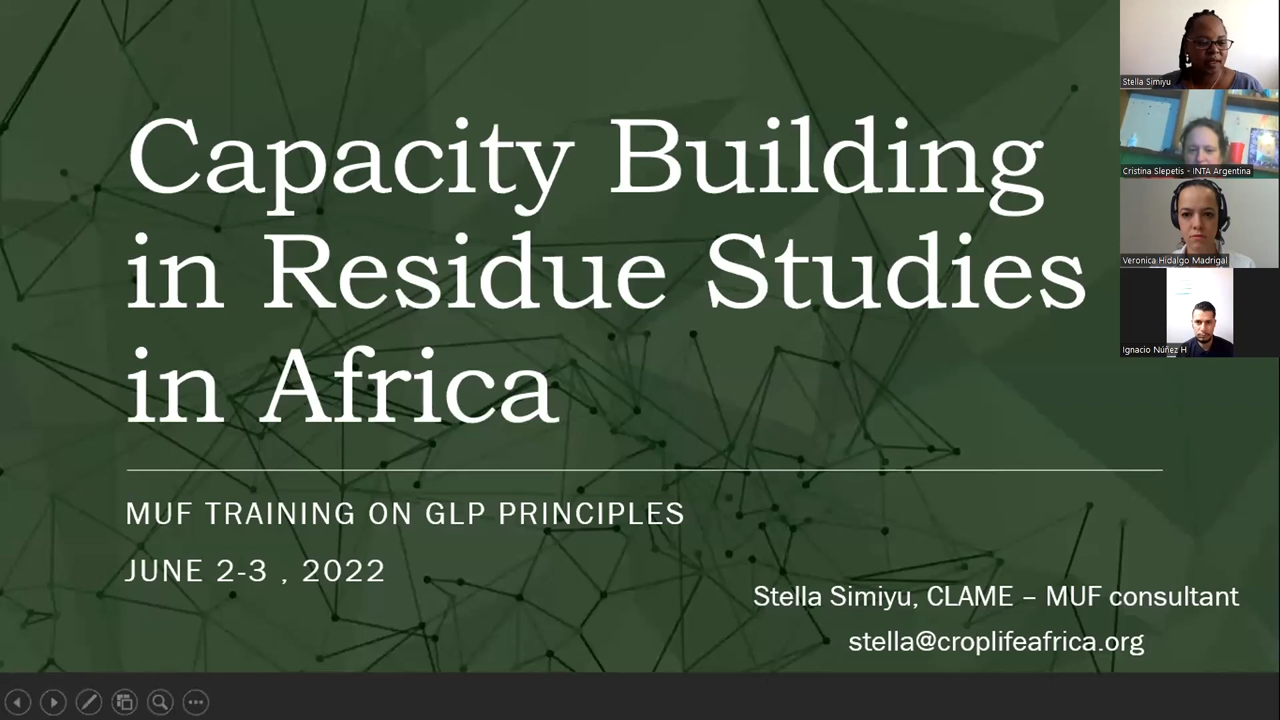 Capacity Building
in Residue Studies
in Africa
MUF TRAINING ON GLP PRINCIPLES
JUNE 2-3 , 2022
Stella Simiyu, CLAME – MUF consultant
stella@croplifeafrica.org
Stella Simiyu
Cristina Slepetis - INTA Argentina
Veronica Hidalgo Madrigal
Ignacio Núñez H